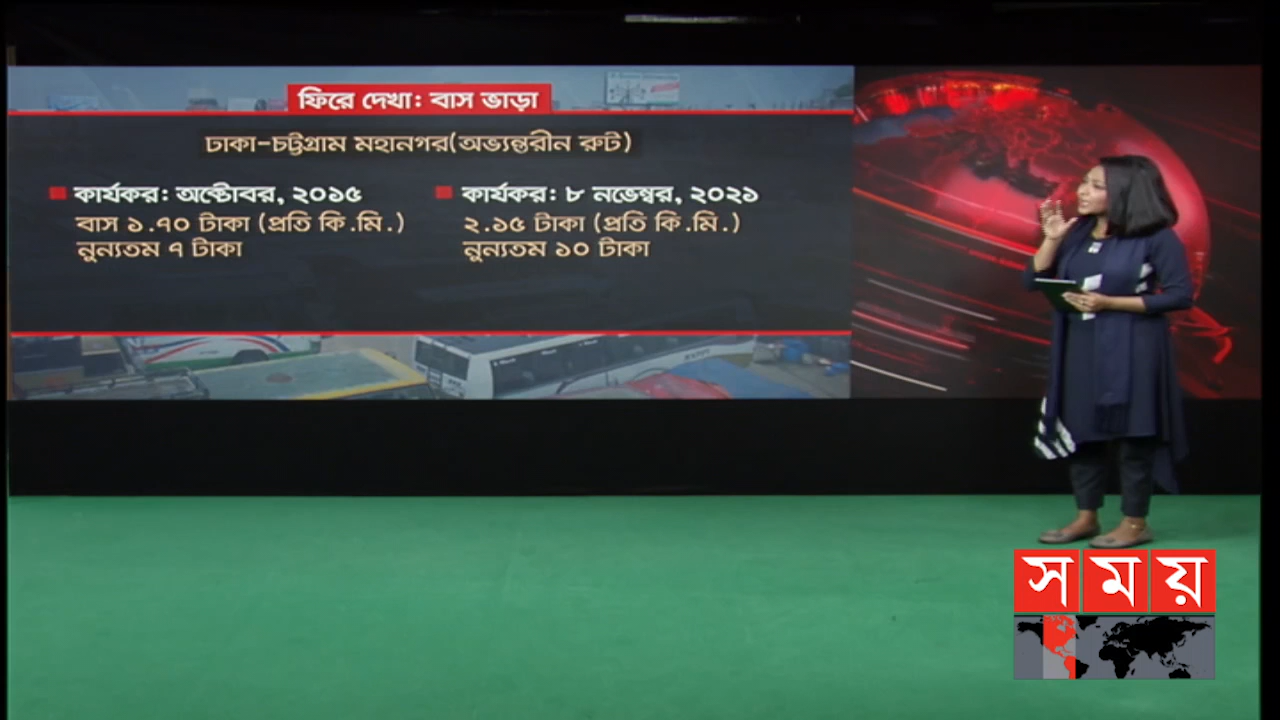 ফিরে দেখা: বাস ভাড়া
ঢাকা-চট্টগ্রাম মহানগর(অভ্যন্তরীন রুট)
কার্যকর: অক্টোবর, ২০১৫
বাস ১.৭০ টাকা (প্রতি কি.মি.)
নুন্যতম ৭ টাকা
কার্যকর: ৮ নভেম্বর, ২০২১
২.১৫ টাকা (প্রতি কি.মি.)
নুন্যতম ১০ টাকা
সময়